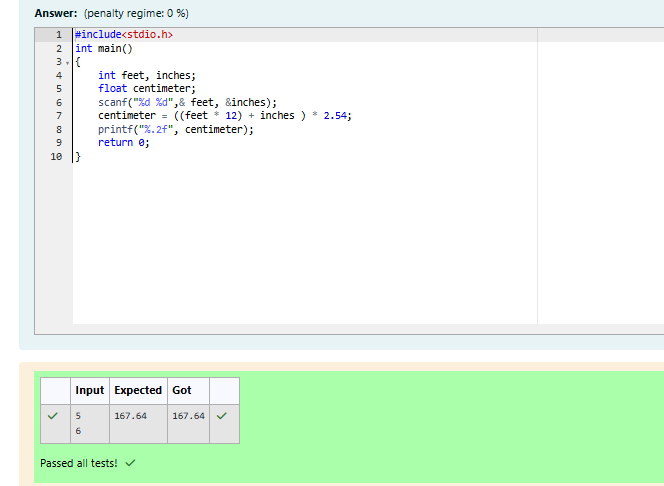 Answer: (penalty regime: 0 %)
1 #include<stdio.h>
2 int main()
3 {
4     int feet, inches;
5     float centimeter;
6     scanf("%d %d",& feet, &inches);
7     centimeter = ((feet * 12) + inches ) * 2.54;
8     printf("%.2f", centimeter);
9     return 0;
10 }
Input Expected Got
5 167.64 167.64
6
Passed all tests!